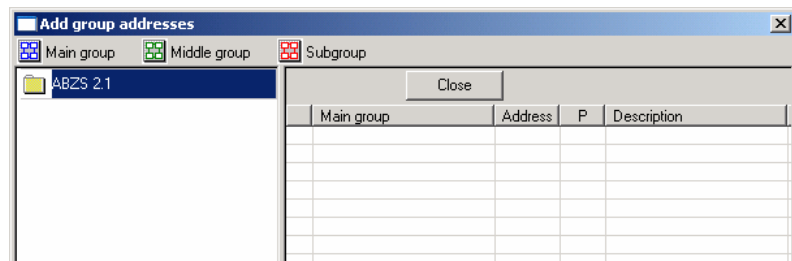 Add group addresses
Main group Middle group Subgroup
ABZS 2.1
Close
Main group Address P Description